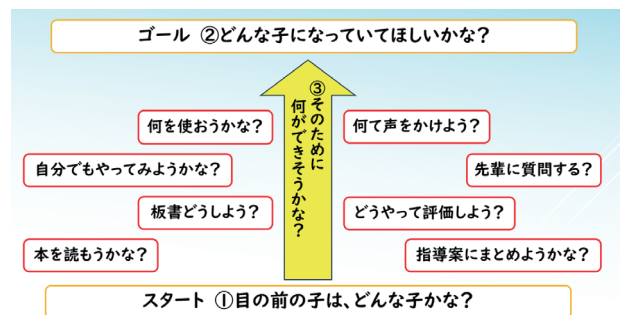 ゴール ②どんな子になっていてほしいかな?
③そのために
何ができそうかな?
何を使おうかな?
何て声をかけよう?
自分でもやってみようかな?
先輩に質問する?
板書どうしよう?
どうやって評価しよう?
本を読もうかな?
指導案にまとめようかな?
スタート ①目の前の子は、どんな子かな?